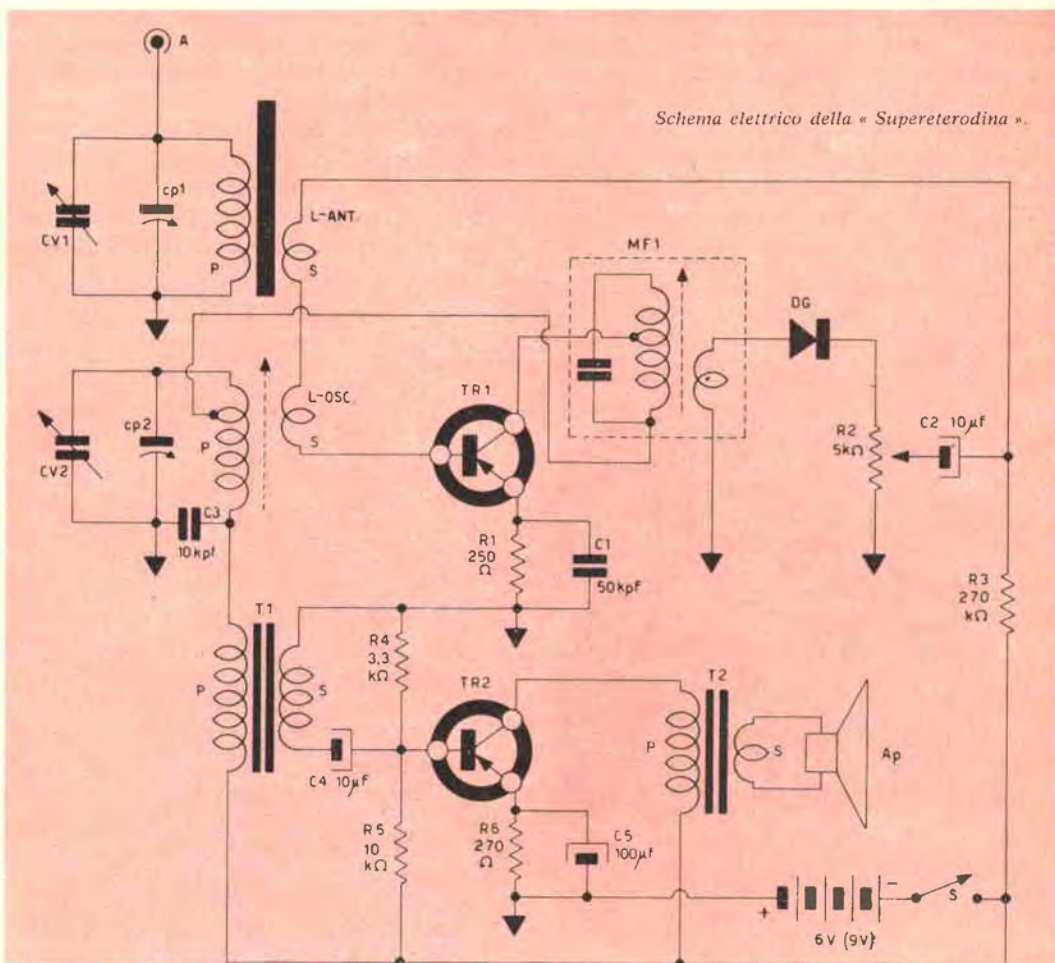 A
Schema elettrico della « Supereterodina ».
CV1
cp1
P
L-ANT.
S
MF1
DG
CV2
cp2
P
L-OSC.
S
TR1
R2
5kΩ
C2 10µf
C3
10kpf
R1
250
Ω
C1
50kpf
R3
270
kΩ
T1
P
S
R4
3,3
kΩ
TR2
T2
P
S
Ap
C4 10µf
R5
10
kΩ
R6
270
Ω
C5
100µf
+
-
S
6V (9V)